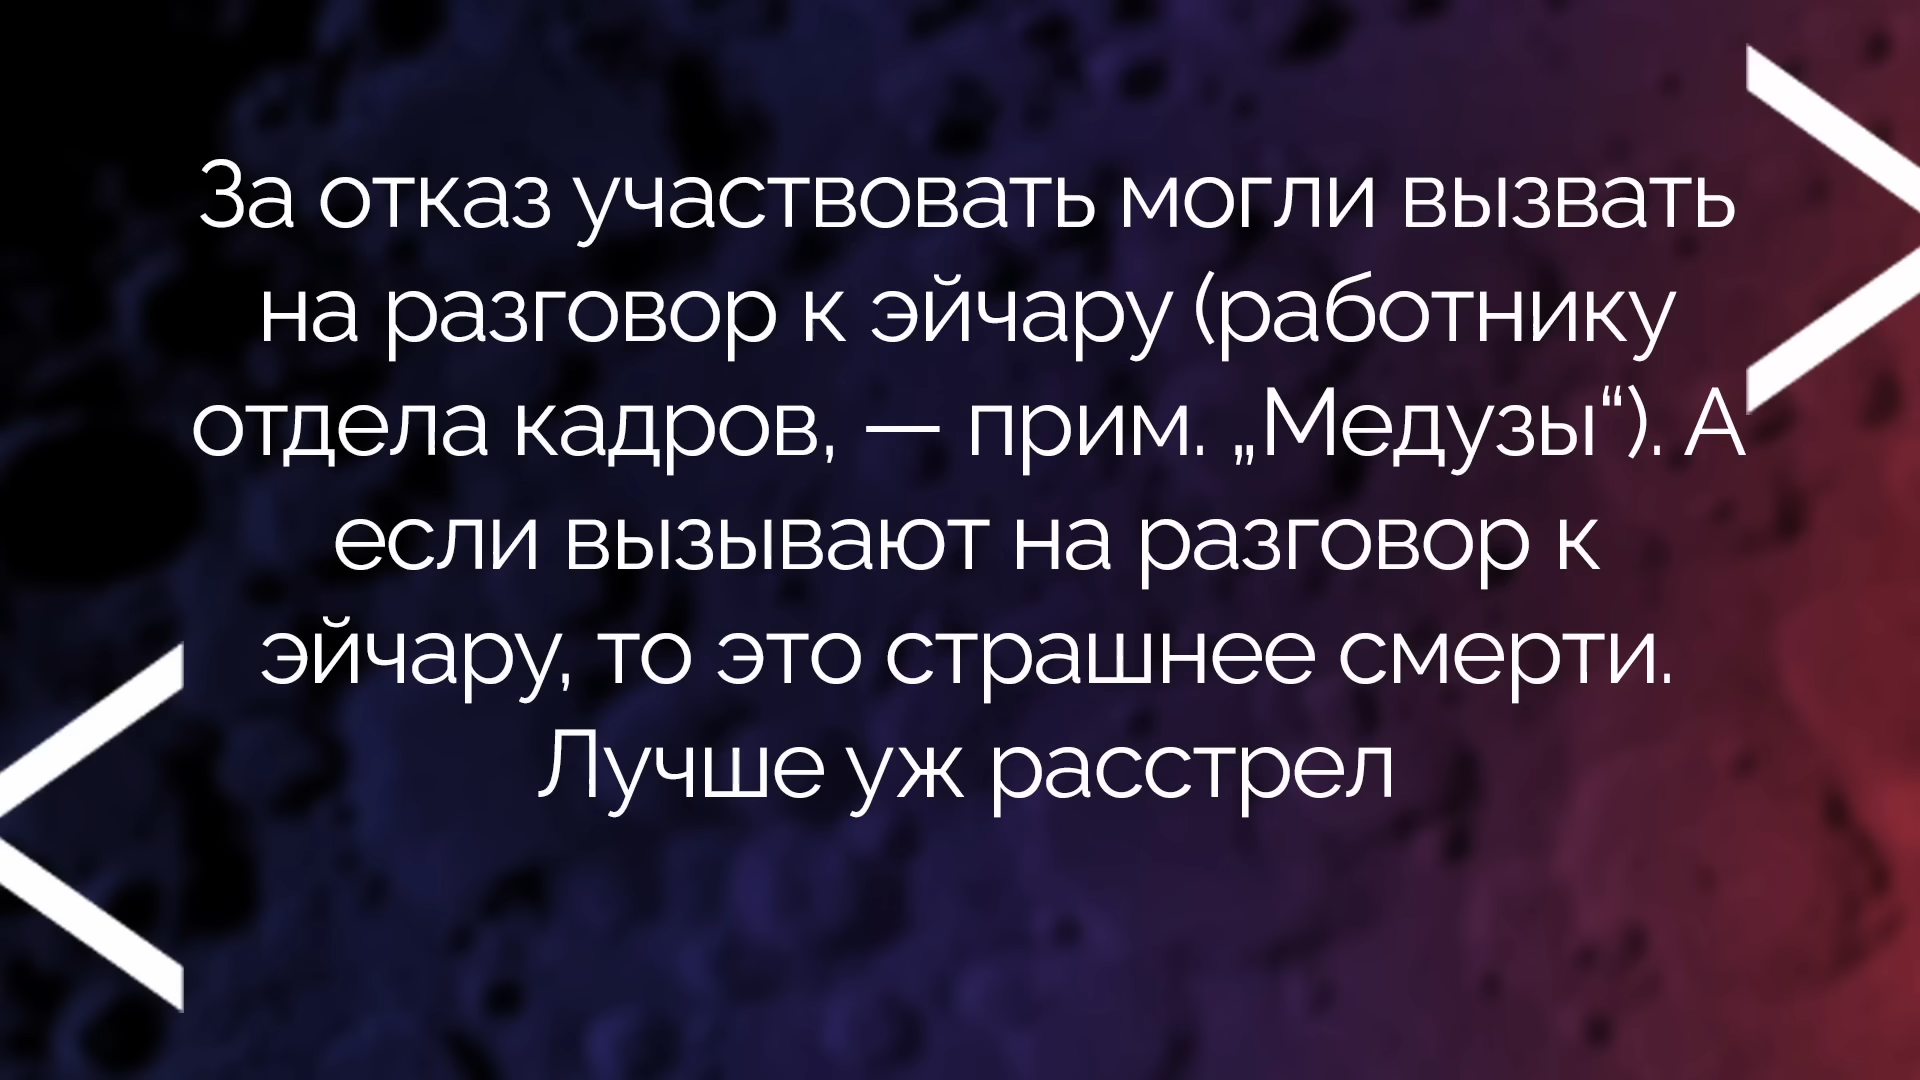 За отказ участвовать могли вызвать
на разговор к эйчару (работнику
отдела кадров, — прим. „Медузы“). А
если вызывают на разговор к
эйчару, то это страшнее смерти.
Лучше уж расстрел